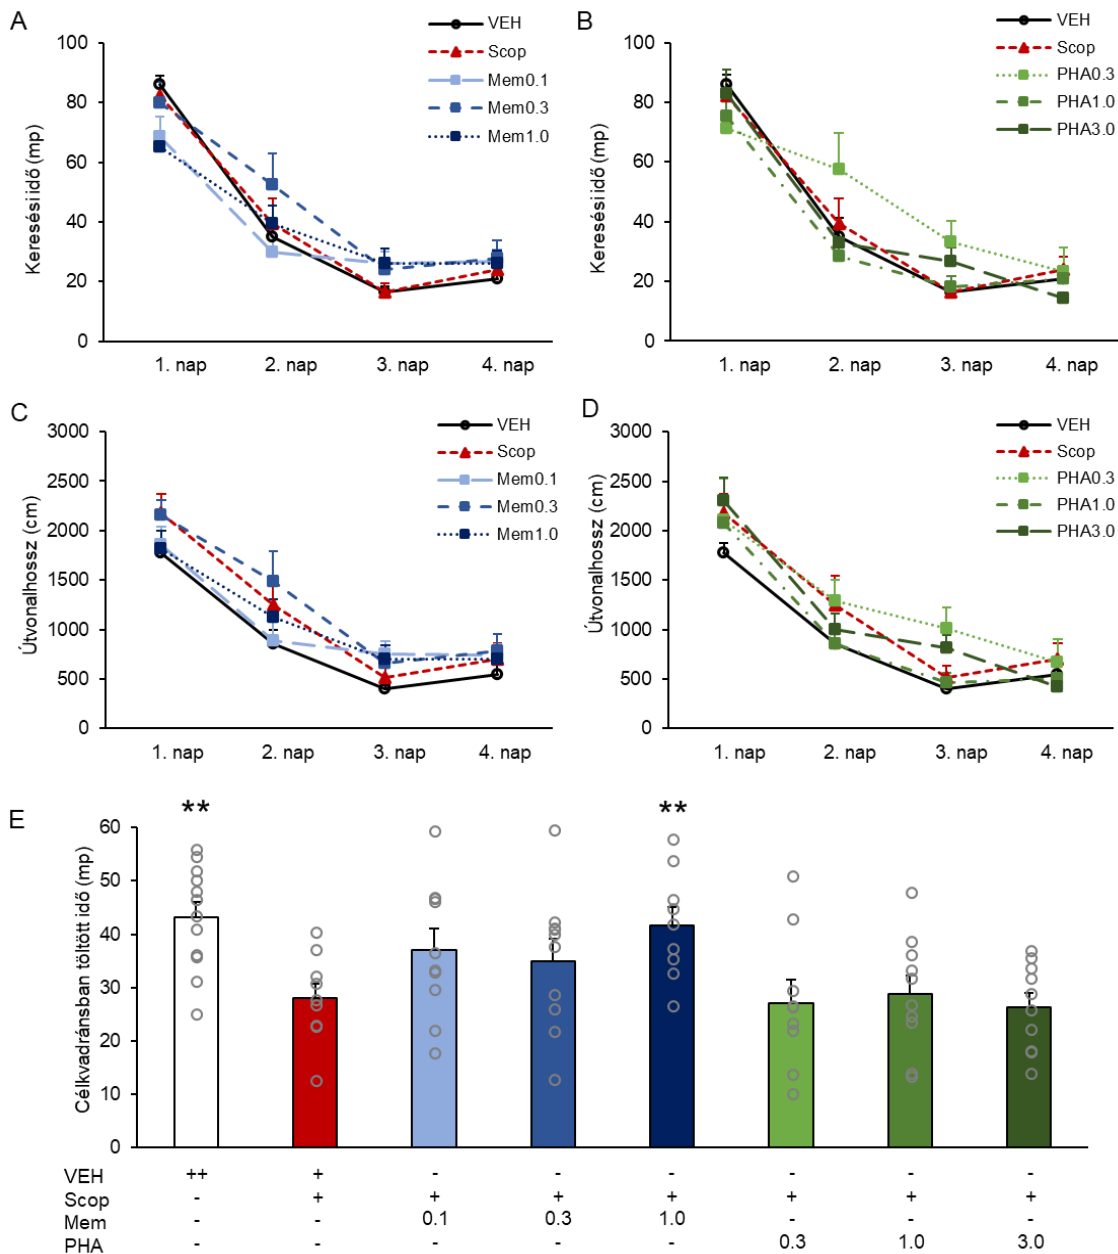 A
VEH
Scop
Mem0.1
Mem0.3
Mem1.0
Keresési idő (mp)
100
80
60
40
20
0
1. nap 2. nap 3. nap 4. nap
B
VEH
Scop
PHA0.3
PHA1.0
PHA3.0
Keresési idő (mp)
100
80
60
40
20
0
1. nap 2. nap 3. nap 4. nap
C
VEH
Scop
Mem0.1
Mem0.3
Mem1.0
Útvonalhossz (cm)
3000
2500
2000
1500
1000
500
0
1. nap 2. nap 3. nap 4. nap
D
VEH
Scop
PHA0.3
PHA1.0
PHA3.0
Útvonalhossz (cm)
3000
2500
2000
1500
1000
500
0
1. nap 2. nap 3. nap 4. nap
E
** **
Célkvadránsban töltött idő (mp)
60
50
40
30
20
10
0
VEH ++ + - - - - - -
Scop - + + + + + + +
Mem - - 0.1 0.3 1.0 - - -
PHA - - - - - 0.3 1.0 3.0